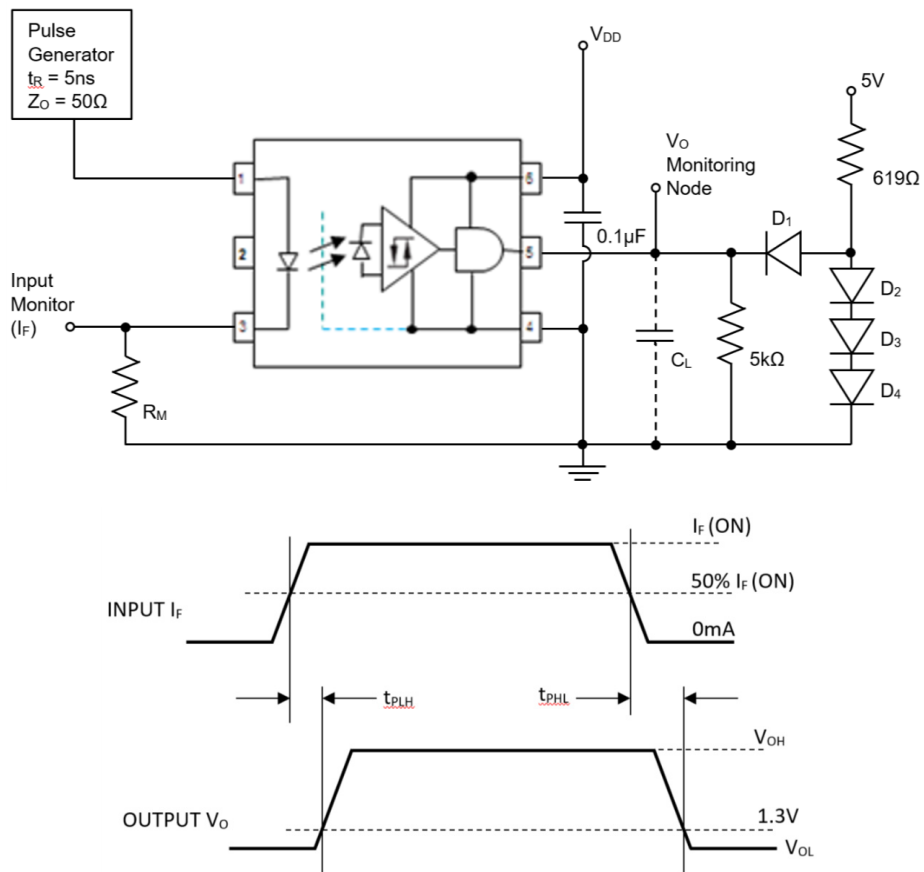 Pulse
Generator
tR = 5ns
ZO = 50Ω
VDD
5V
VO
Monitoring
Node
619Ω
D1
1
6
0.1µF
2
5
D2
Input
Monitor
(IF)
D3
3
4
CL
5kΩ
D4
RM
IF (ON)
50% IF (ON)
INPUT IF
0mA
tPLH
tPHL
VOH
OUTPUT VO
1.3V
VOL